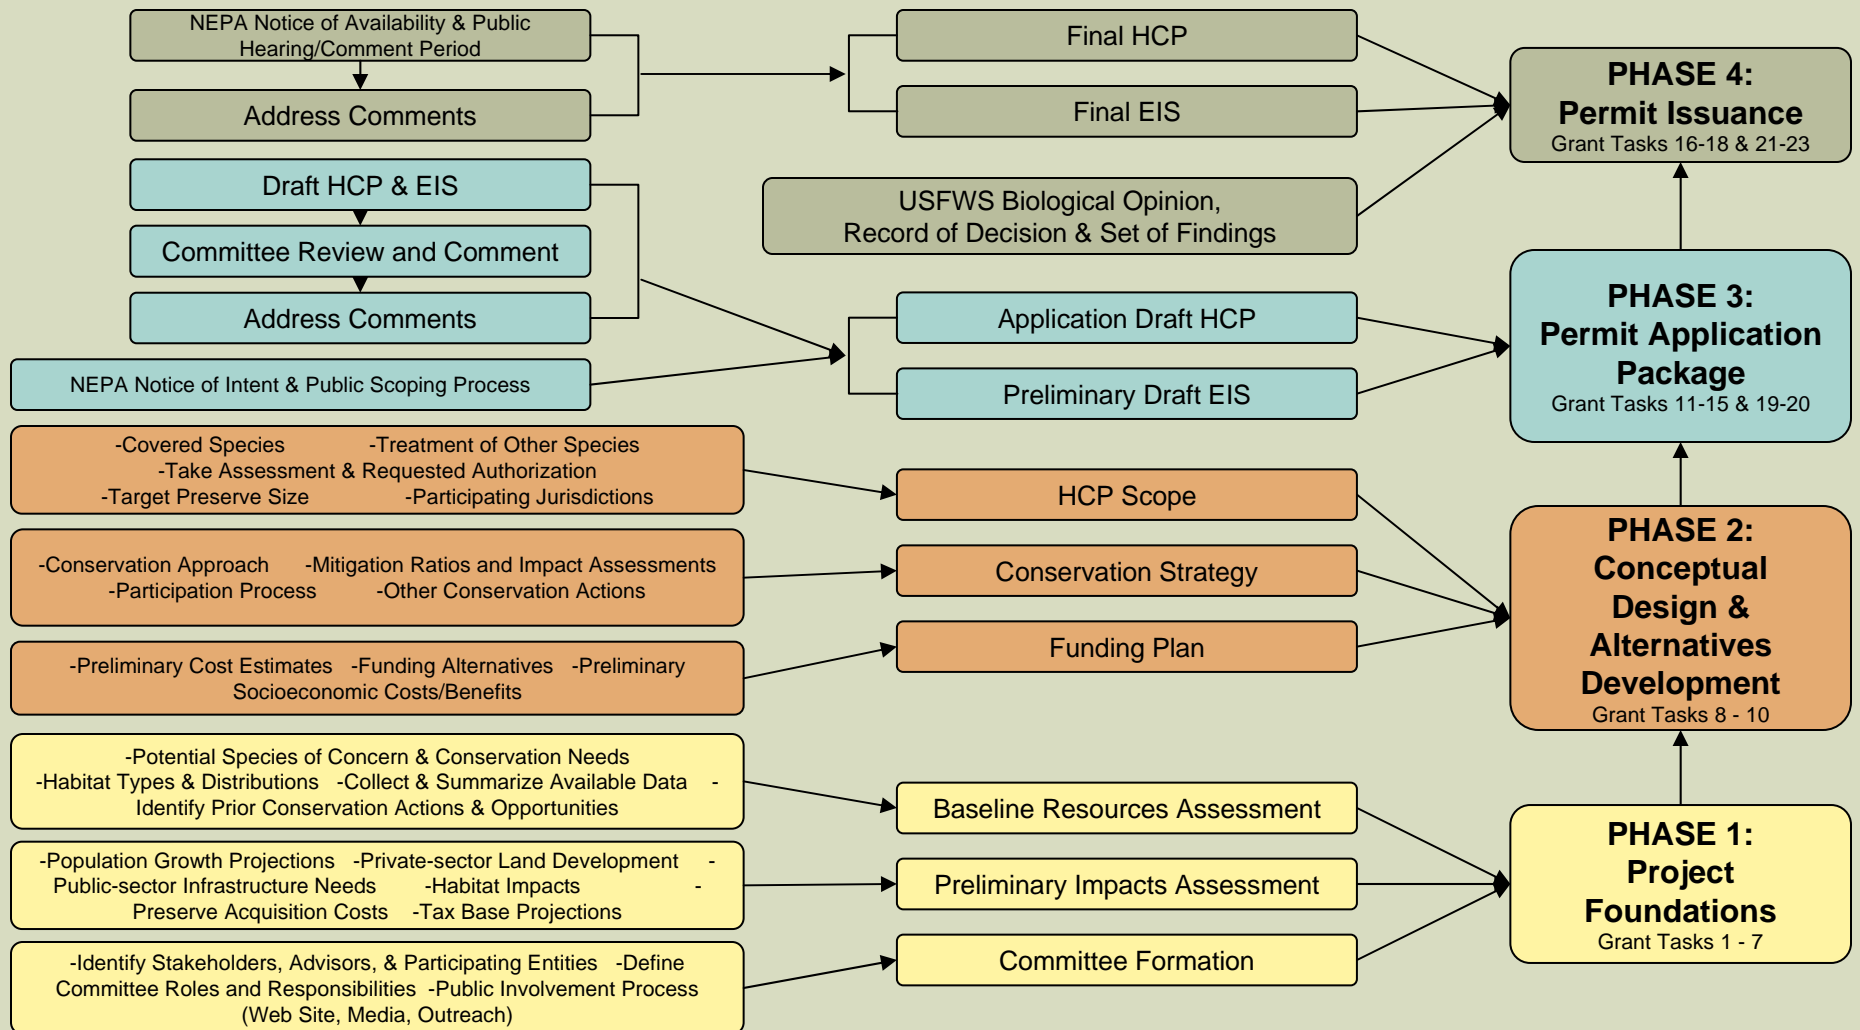 NEPA Notice of Availability & Public
Hearing/Comment Period
Address Comments
Final HCP
Final EIS
USFWS Biological Opinion,
Record of Decision & Set of Findings
PHASE 4:
Permit Issuance
Grant Tasks 16-18 & 21-23
Draft HCP & EIS
Committee Review and Comment
Address Comments
NEPA Notice of Intent & Public Scoping Process
Application Draft HCP
Preliminary Draft EIS
PHASE 3:
Permit Application
Package
Grant Tasks 11-15 & 19-20
-Covered Species -Treatment of Other Species
-Take Assessment & Requested Authorization
-Target Preserve Size -Participating Jurisdictions
HCP Scope
-Conservation Approach -Mitigation Ratios and Impact Assessments
-Participation Process -Other Conservation Actions
Conservation Strategy
-Preliminary Cost Estimates -Funding Alternatives -Preliminary
Socioeconomic Costs/Benefits
Funding Plan
PHASE 2:
Conceptual
Design &
Alternatives
Development
Grant Tasks 8 - 10
-Potential Species of Concern & Conservation Needs
-Habitat Types & Distributions -Collect & Summarize Available Data -
Identify Prior Conservation Actions & Opportunities
Baseline Resources Assessment
-Population Growth Projections -Private-sector Land Development -
Public-sector Infrastructure Needs -Habitat Impacts -
Preserve Acquisition Costs -Tax Base Projections
Preliminary Impacts Assessment
-Identify Stakeholders, Advisors, & Participating Entities -Define
Committee Roles and Responsibilities -Public Involvement Process
(Web Site, Media, Outreach)
Committee Formation
PHASE 1:
Project
Foundations
Grant Tasks 1 - 7